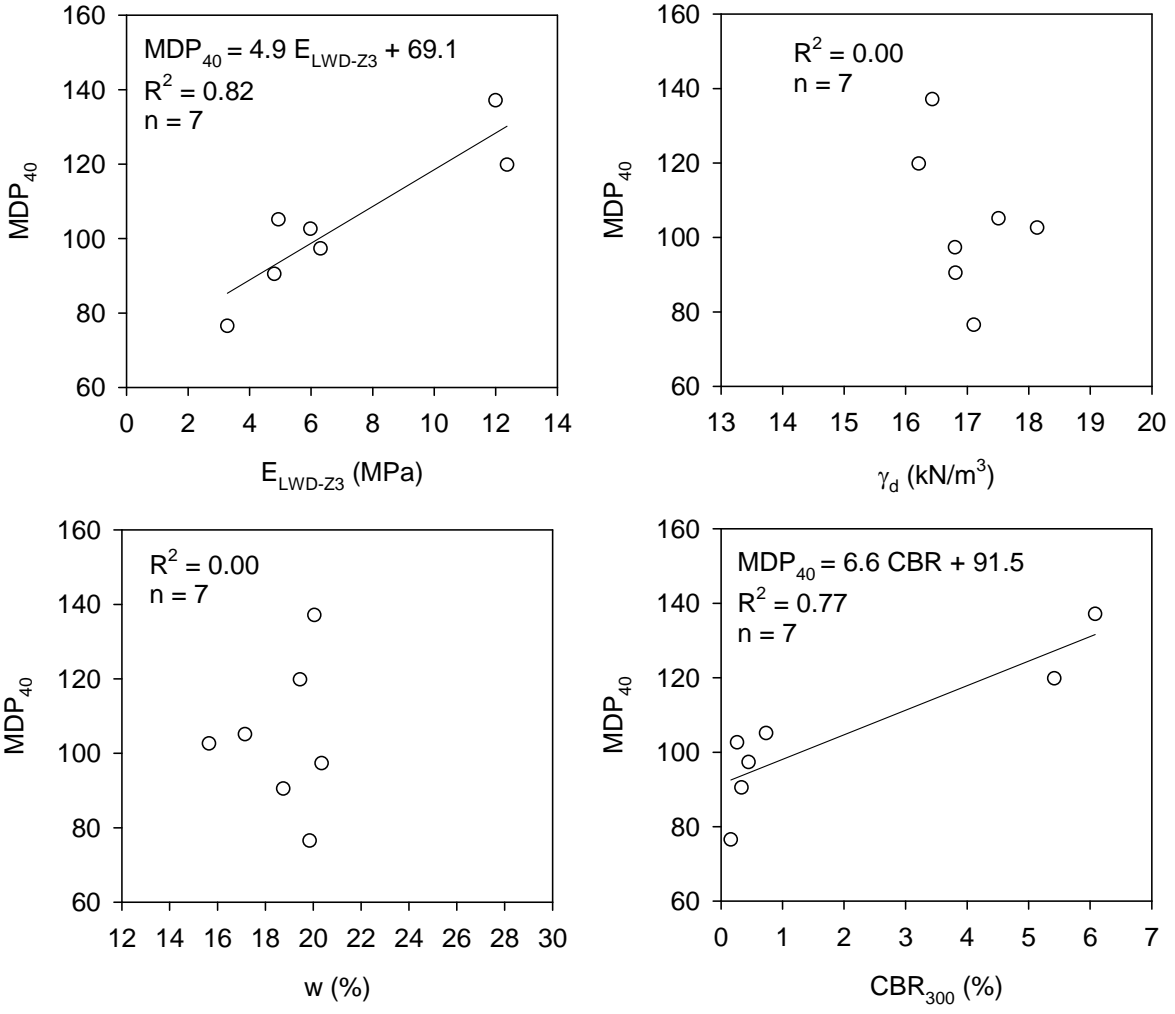 MDP40 = 4.9 ELWD-Z3 + 69.1
R2 = 0.82
n = 7
160
140
120
100
80
60
MDP40
0 2 4 6 8 10 12 14
ELWD-Z3 (MPa)
R2 = 0.00
n = 7
160
140
120
100
80
60
MDP40
13 14 15 16 17 18 19 20
γd (kN/m3)
R2 = 0.00
n = 7
160
140
120
100
80
60
MDP40
12 14 16 18 20 22 24 26 28 30
w (%)
MDP40 = 6.6 CBR + 91.5
R2 = 0.77
n = 7
160
140
120
100
80
60
MDP40
0 1 2 3 4 5 6 7
CBR300 (%)